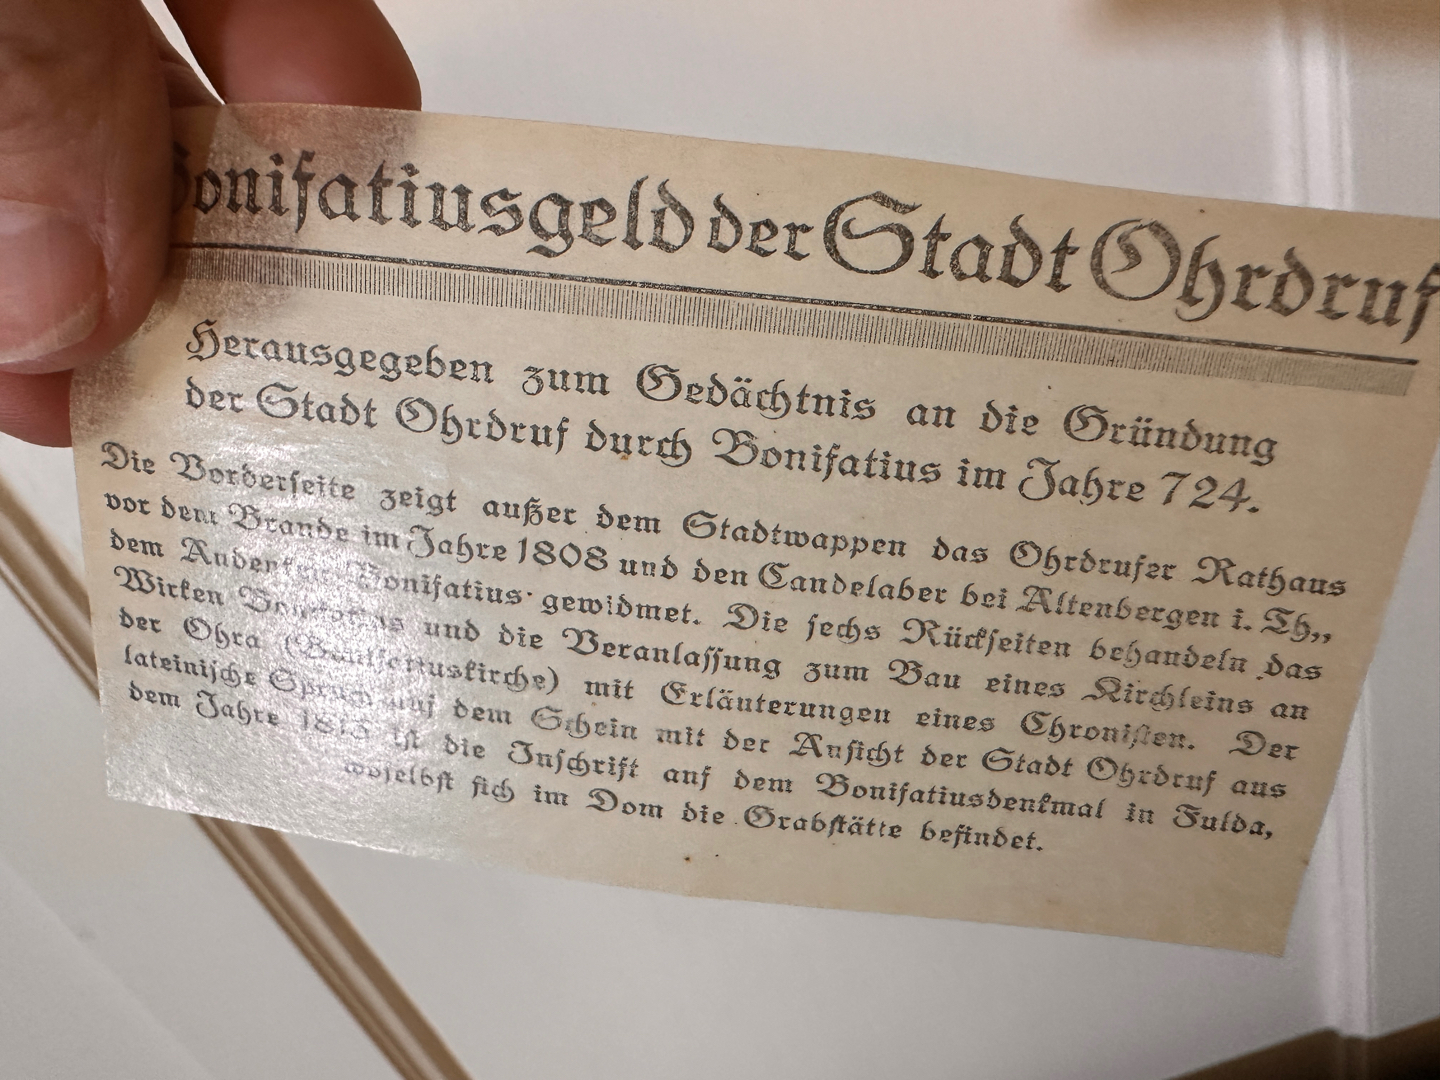 Bonifatiusgeld der Stadt Ohrdruf
Herausgegeben zum Gedächtnis an die Gründung
der Stadt Ohrdruf durch Bonifatius im Jahre 724.
Die Vorderseite zeigt außer dem Stadtwappen das Ohrdrufer Rathaus
vor dem Brande im Jahre 1808 und den Candelaber bei Altenbergen i. Th.,
dem Andenken Bonifatius' gewidmet. Die sechs Rückseiten behandeln das
Wirken und die Veranlassung zum Bau eines Kirchleins an
der Ohra mit Erläuterungen eines Chronisten. Der
lateinische Spruch auf dem Schein mit der Ansicht der Stadt Ohrdruf aus
dem Jahre ist die Inschrift auf dem Bonifatiusdenkmal in Fulda,
woselbst sich im Dom die Grabstätte befindet.